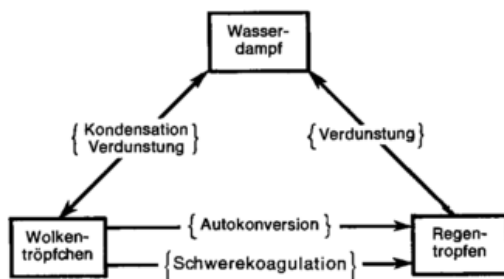 Wasser-
dampf
{ Kondensation
Verdunstung }
{ Verdunstung }
Wolken-
tröpfchen
{ Autokonversion }
{ Schwerekoagulation }
Regen-
tropfen